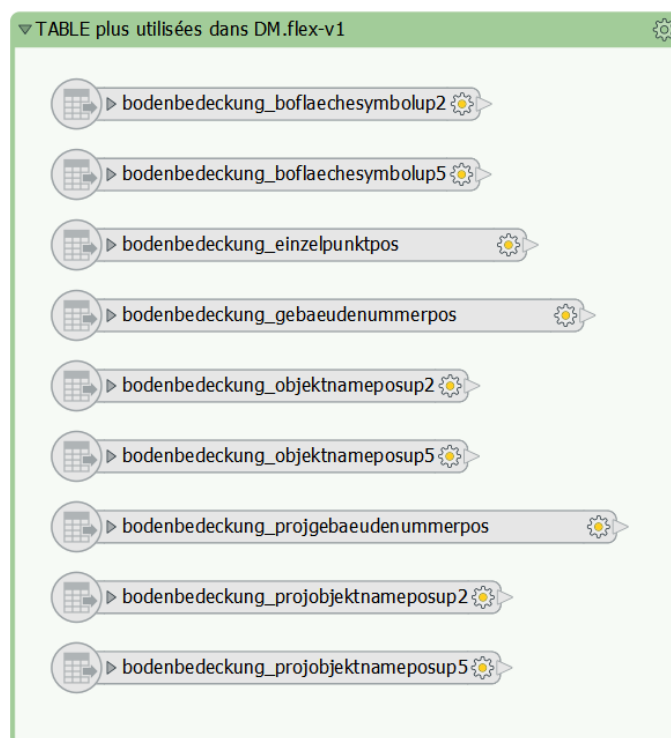 TABLE plus utilisées dans DM.flex-v1
bodenbedeckung_boflaechesymbolup2
bodenbedeckung_boflaechesymbolup5
bodenbedeckung_einzelpunktpos
bodenbedeckung_gebaeudenummerpos
bodenbedeckung_objektnameposup2
bodenbedeckung_objektnameposup5
bodenbedeckung_projgebaeudenummerpos
bodenbedeckung_projobjektnameposup2
bodenbedeckung_projobjektnameposup5